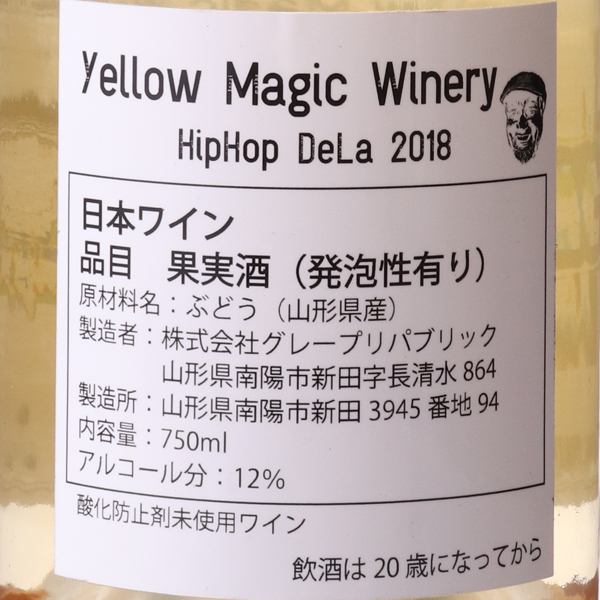 Yellow Magic Winery
HipHop DeLa 2018
日本ワイン
品目　果実酒（発泡性有り）
原材料名：ぶどう（山形県産）
製造者：株式会社グレープリパブリック
山形県南陽市新田字長清水 864
製造所：山形県南陽市新田 3945 番地 94
内容量：750ml
アルコール分：12%
酸化防止剤未使用ワイン
飲酒は 20 歳になってから